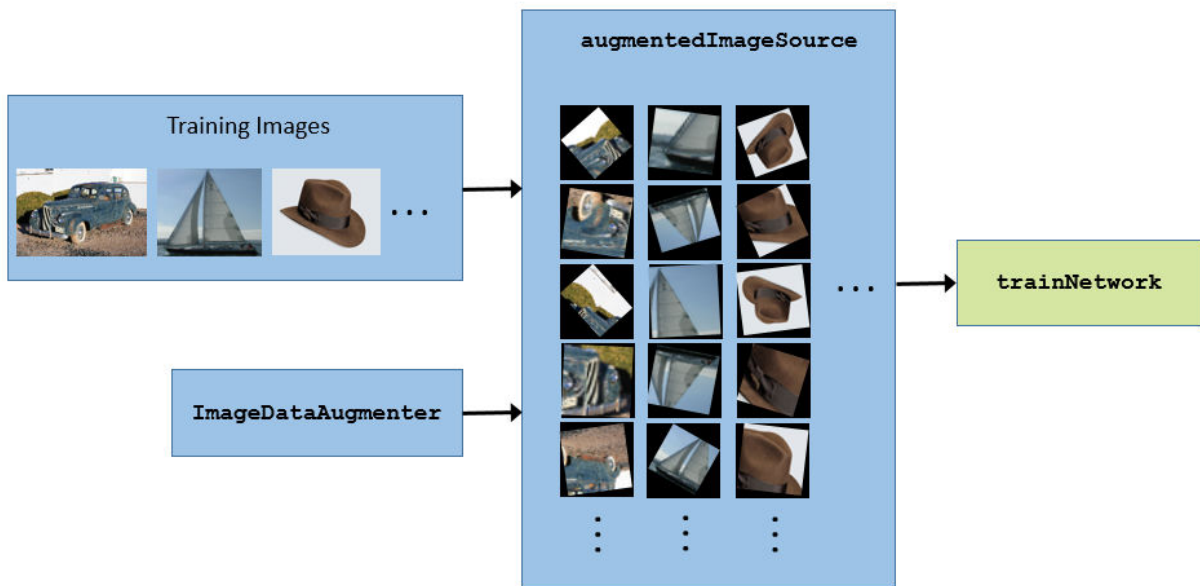 augmentedImageSource
Training Images
...
ImageDataAugmenter
...
trainNetwork